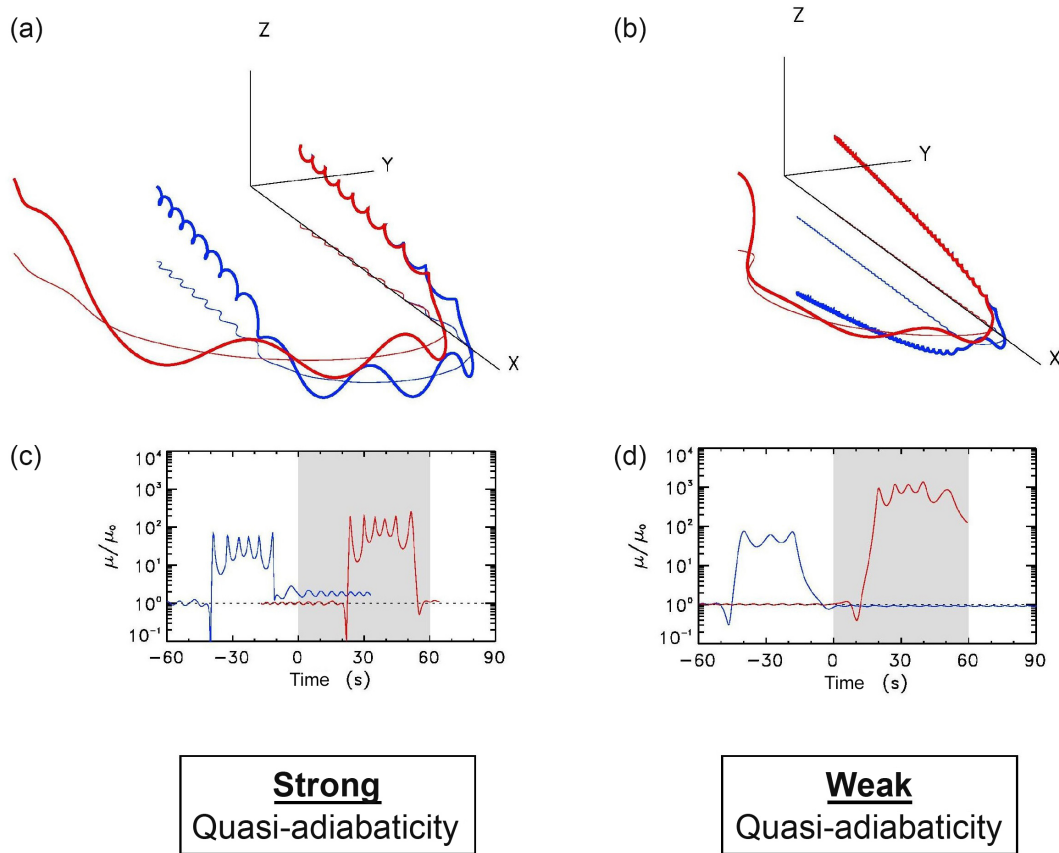 (a)
Z
Y
X
(b)
Z
Y
X
(c)
10⁴
10³
10²
10¹
10⁰
10⁻¹
μ/μ₀
−60 −30 0 30 60 90
Time (s)
(d)
10⁴
10³
10²
10¹
10⁰
10⁻¹
μ/μ₀
−60 −30 0 30 60 90
Time (s)
Strong
Quasi-adiabaticity
Weak
Quasi-adiabaticity